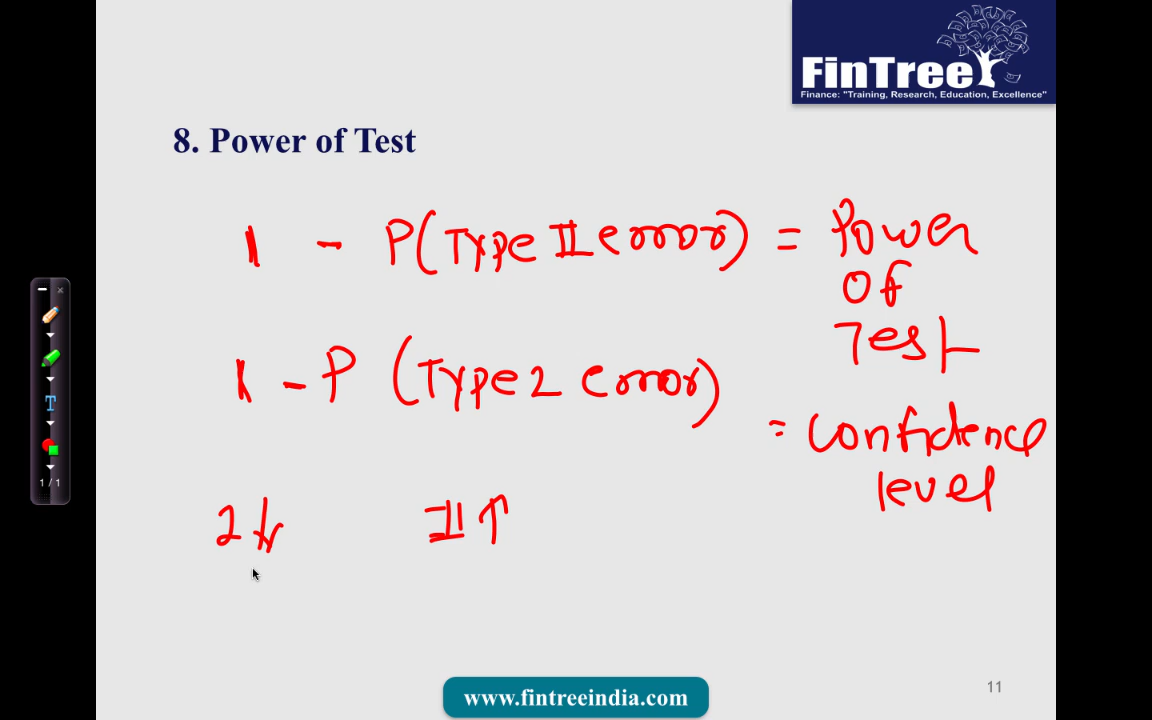 FinTree
Finance: "Training, Research, Education, Excellence"
8. Power of Test
1 - P(Type II error) = Power of Test
1 - P (Type 2 error) = confidence level
2 ↓ II ↑
1 / 1
www.fintreeindia.com
11